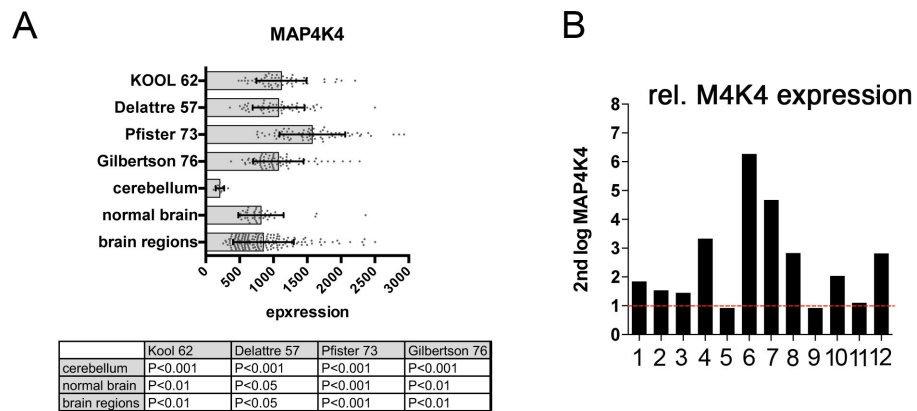 A
MAP4K4
KOOL 62
Delattre 57
Pfister 73
Gilbertson 76
cerebellum
normal brain
brain regions
0 500 1000 1500 2000 2500 3000
epxression
Kool 62 Delattre 57 Pfister 73 Gilbertson 76
cerebellum P<0.001 P<0.001 P<0.001 P<0.001
normal brain P<0.01 P<0.05 P<0.001 P<0.01
brain regions P<0.01 P<0.05 P<0.001 P<0.01
B
rel. M4K4 expression
2nd log MAP4K4
8
7
6
5
4
3
2
1
0
1 2 3 4 5 6 7 8 9 10 11 12